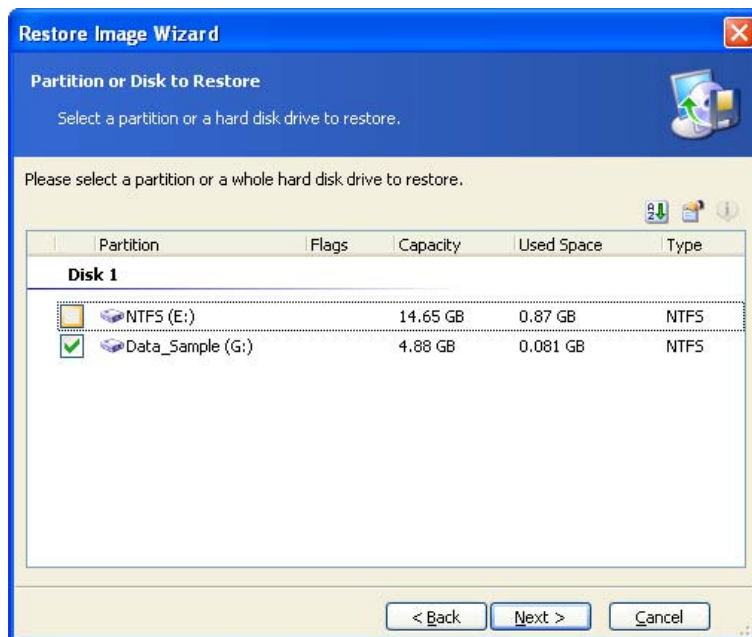 Restore Image Wizard
Partition or Disk to Restore
Select a partition or a hard disk drive to restore.
Please select a partition or a whole hard disk drive to restore.
Partition Flags Capacity Used Space Type
Disk 1
NTFS (E:) 14.65 GB 0.87 GB NTFS
Data_Sample (G:) 4.88 GB 0.081 GB NTFS
< Back Next > Cancel